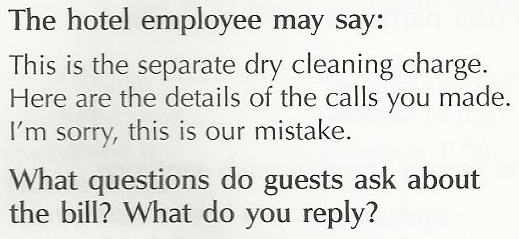 The hotel employee may say:
This is the separate dry cleaning charge.
Here are the details of the calls you made.
I'm sorry, this is our mistake.
What questions do guests ask about
the bill? What do you reply?